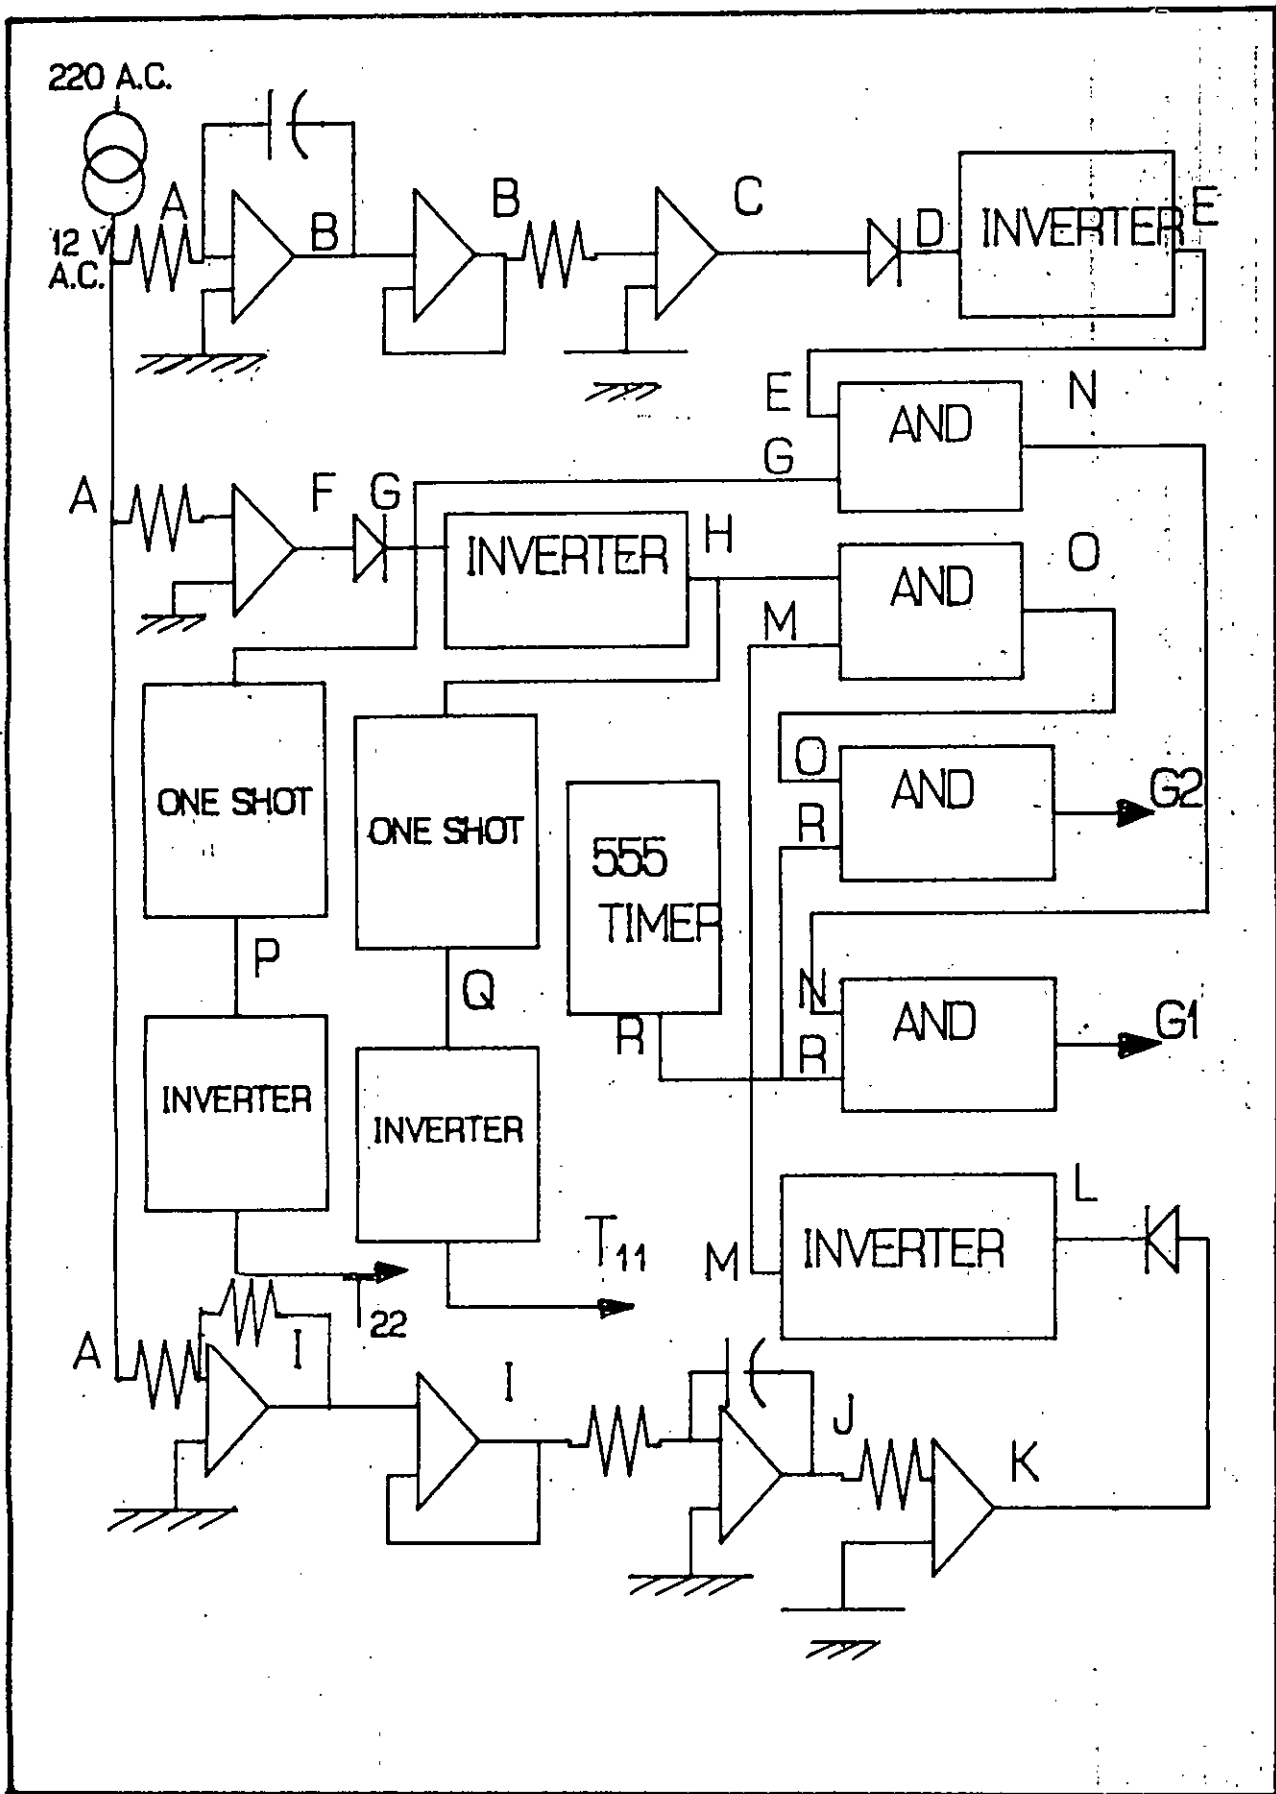 220 A.C.
A
12 V
A.C.
B
B
C
D
INVERTER
E
E
AND
N
G
A
F
G
INVERTER
H
AND
O
M
ONE SHOT
ONE SHOT
555
TIMER
O
AND
G2
R
P
Q
R
N
AND
G1
R
INVERTER
INVERTER
T11
T22
M
INVERTER
L
A
I
I
J
K